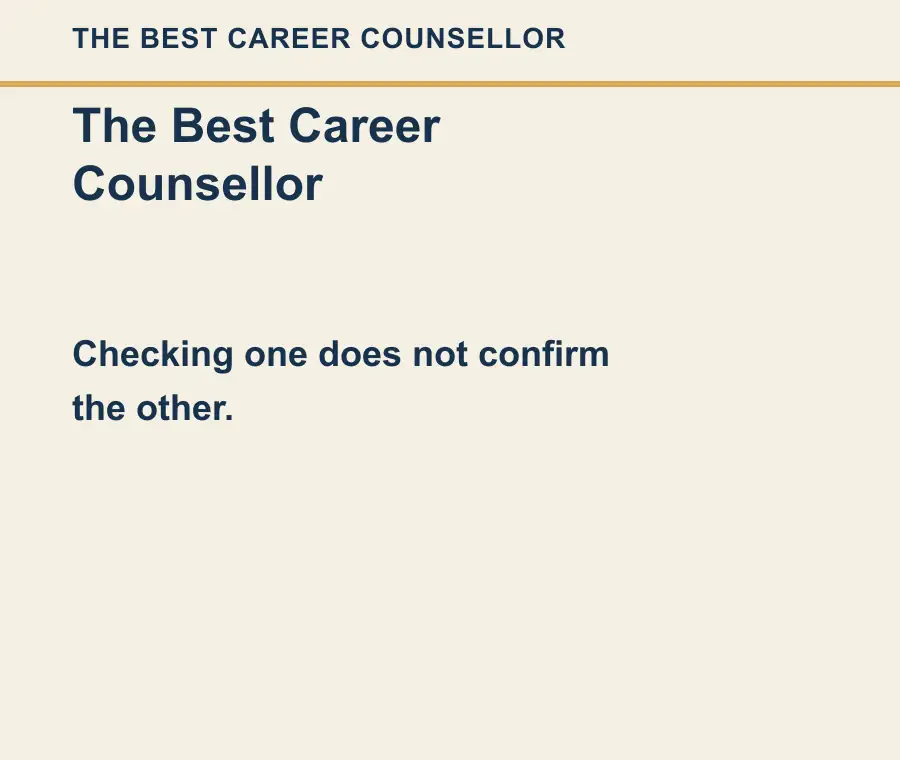 THE BEST CAREER COUNSELLOR
The Best Career
Counsellor
Checking one does not confirm
the other.